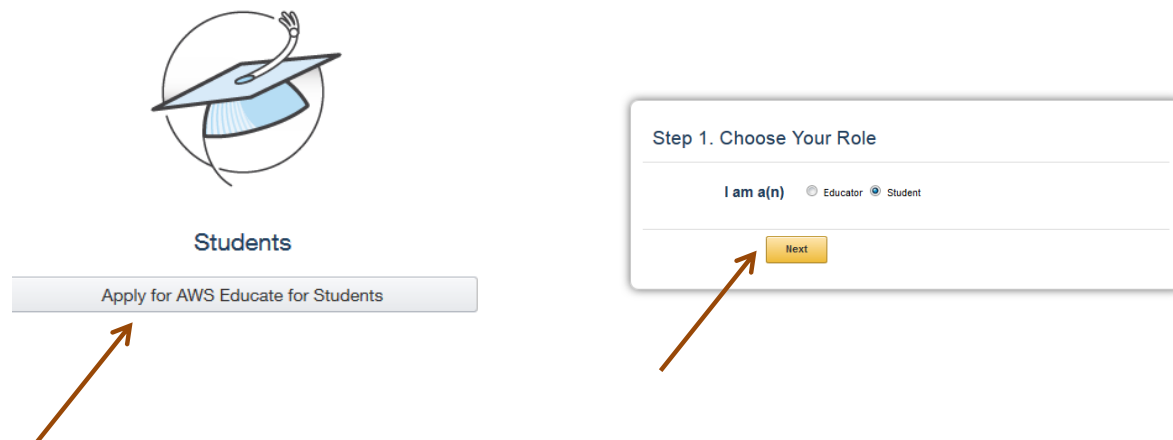 Students
Apply for AWS Educate for Students
Step 1. Choose Your Role
I am a(n) Educator Student
Next